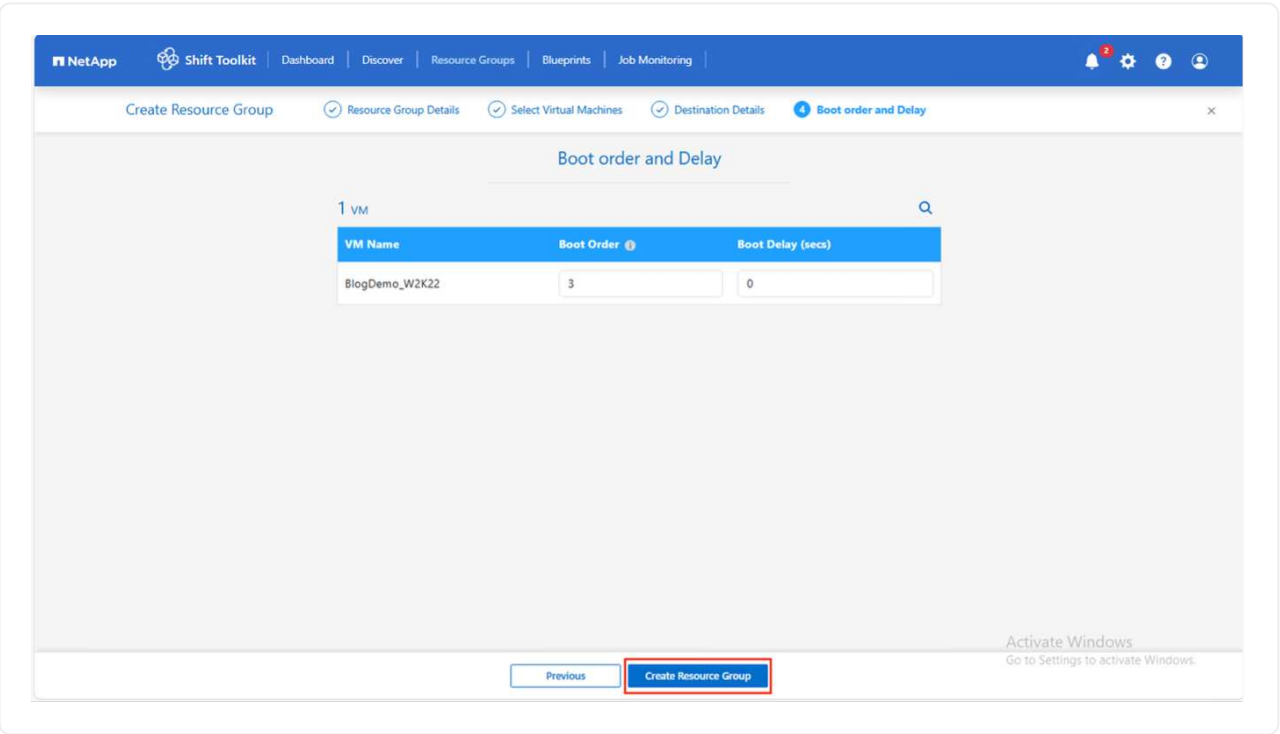 NetApp Shift Toolkit Dashboard Discover Resource Groups Blueprints Job Monitoring 2 ?
Create Resource Group Resource Group Details Select Virtual Machines Destination Details 4 Boot order and Delay ×
Boot order and Delay
1 VM
VM Name Boot Order i Boot Delay (secs)
BlogDemo_W2K22 3 0
Activate Windows
Go to Settings to activate Windows.
Previous Create Resource Group